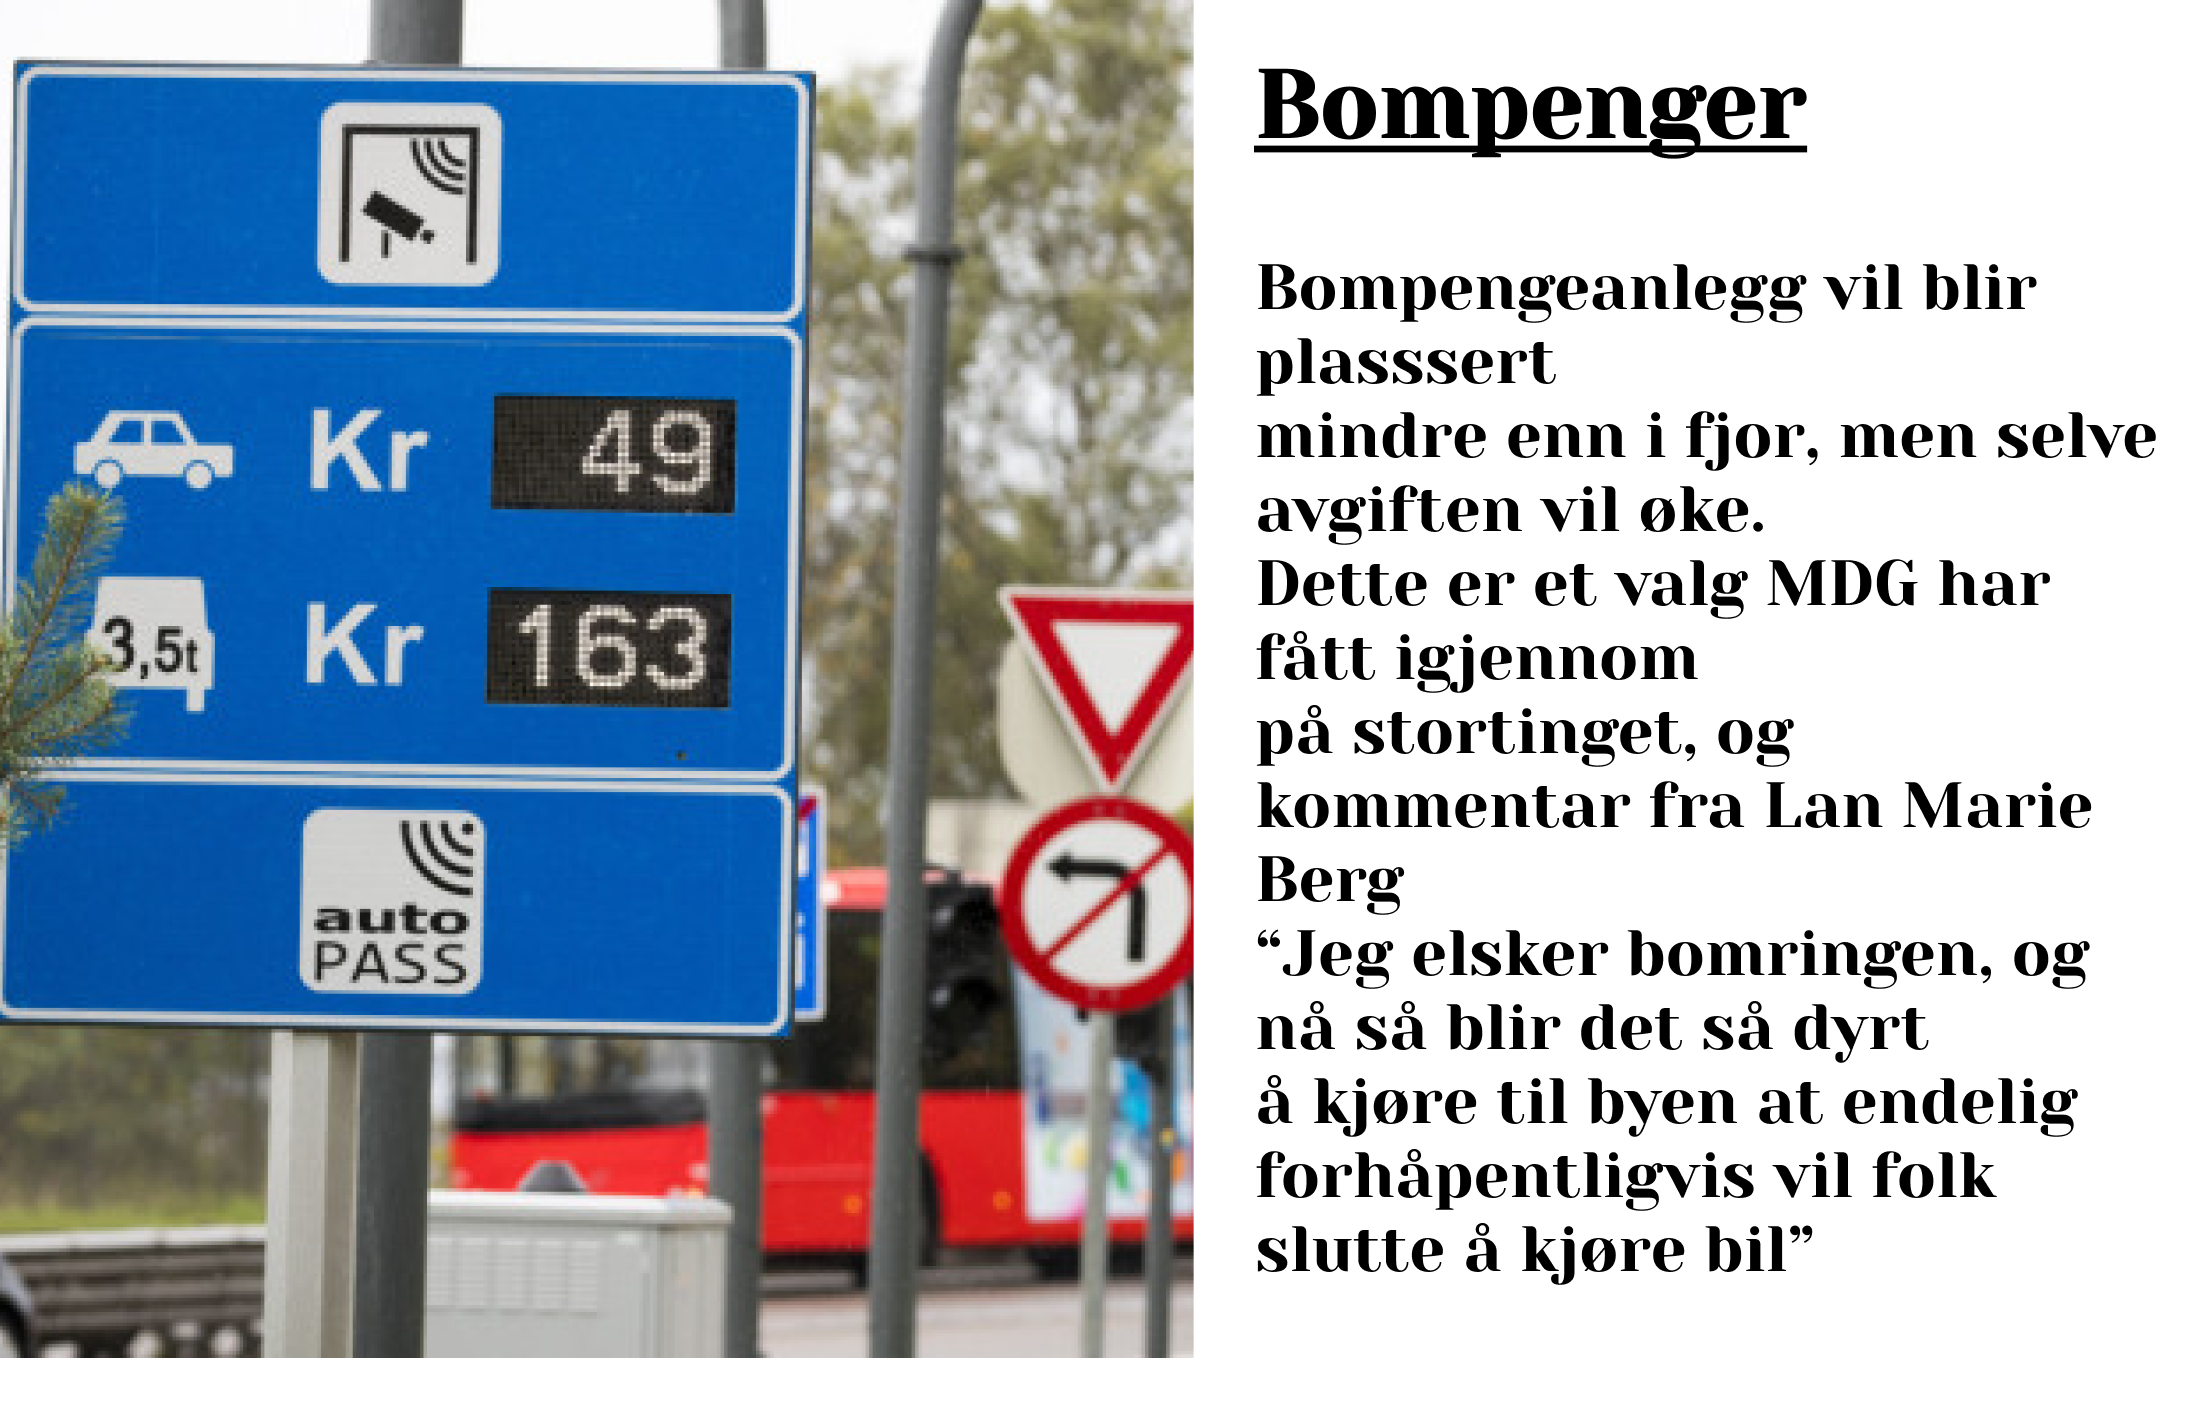 Kr 49
3,5t Kr 163
auto
PASS
Bompenger
Bompengeanlegg vil blir
plasssert
mindre enn i fjor, men selve
avgiften vil øke.
Dette er et valg MDG har
fått igjennom
på stortinget, og
kommentar fra Lan Marie
Berg
“Jeg elsker bomringen, og
nå så blir det så dyrt
å kjøre til byen at endelig
forhåpentligvis vil folk
slutte å kjøre bil”